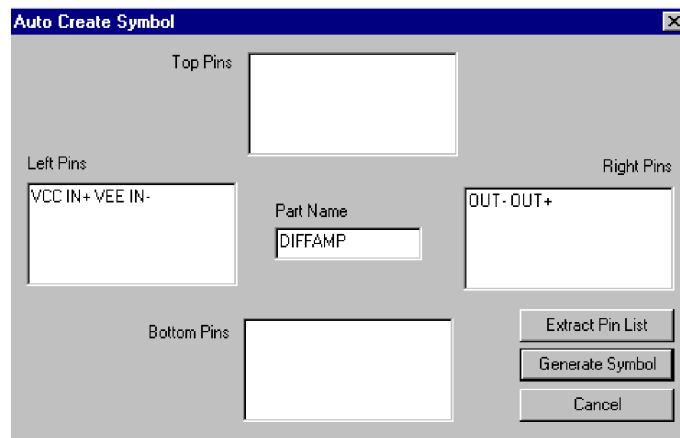 Auto Create Symbol
Top Pins
Left Pins
Right Pins
VCC IN+ VEE IN-
OUT- OUT+
Part Name
DIFFAMP
Bottom Pins
Extract Pin List
Generate Symbol
Cancel